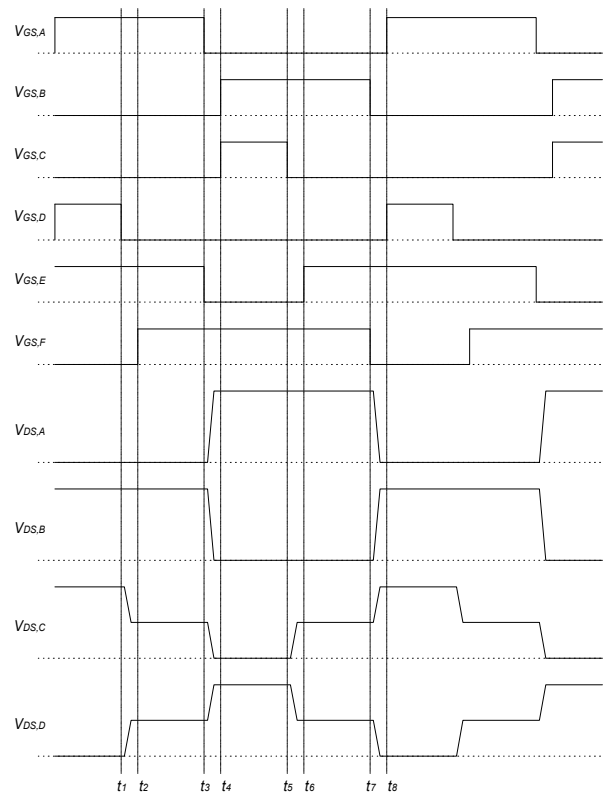 VGS,A
VGS,B
VGS,C
VGS,D
VGS,E
VGS,F
VDS,A
VDS,B
VDS,C
VDS,D
t1 t2 t3 t4 t5 t6 t7 t8